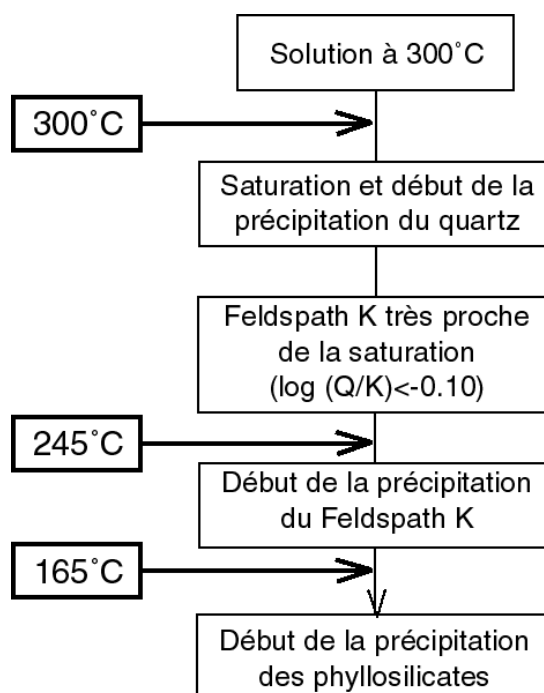 Solution à 300°C
300°C
Saturation et début de la
précipitation du quartz
Feldspath K très proche
de la saturation
(log (Q/K)<-0.10)
245°C
Début de la précipitation
du Feldspath K
165°C
Début de la précipitation
des phyllosilicates